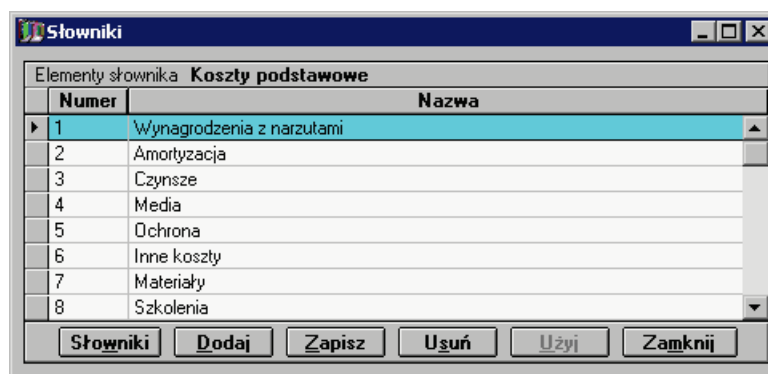 Słowniki
Elementy słownika Koszty podstawowe
Numer Nazwa
1 Wynagrodzenia z narzutami
2 Amortyzacja
3 Czynsze
4 Media
5 Ochrona
6 Inne koszty
7 Materiały
8 Szkolenia
Słowniki Dodaj Zapisz Usuń Użyj Zamknij